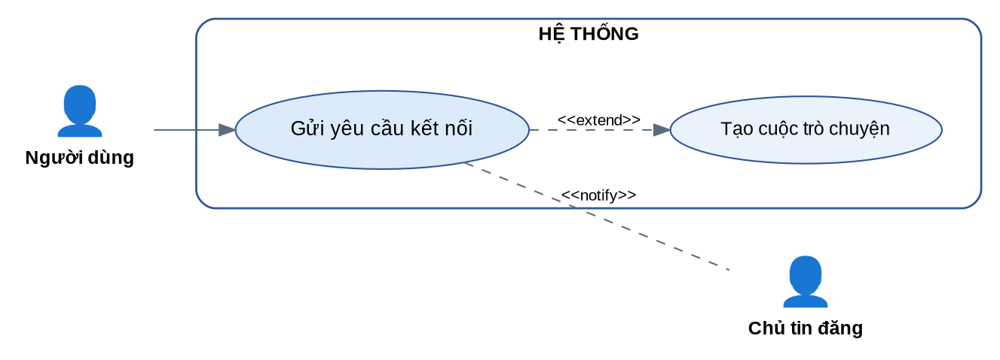 HỆ THỐNG
Người dùng
Gửi yêu cầu kết nối
<<extend>>
Tạo cuộc trò chuyện
<<notify>>
Chủ tin đăng